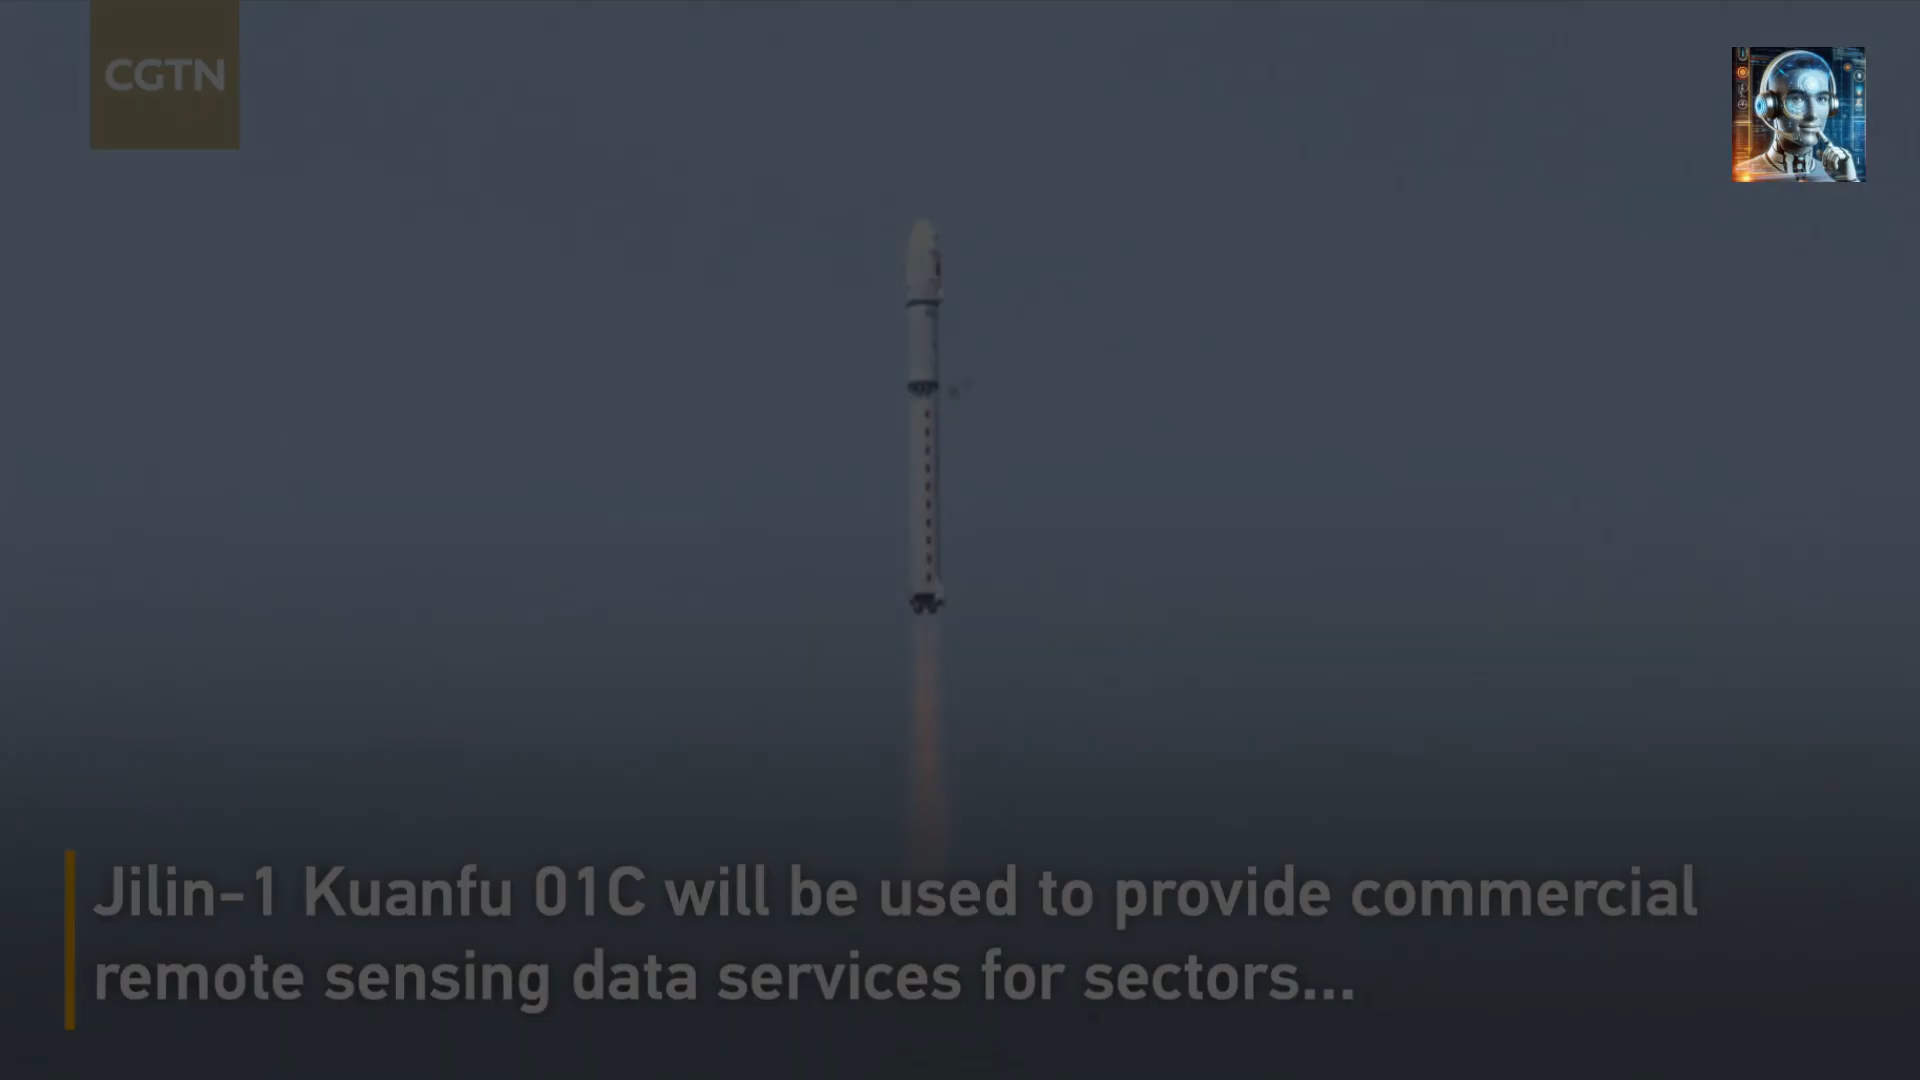 CGTN
Jilin-1 Kuanfu 01C will be used to provide commercial
remote sensing data services for sectors...